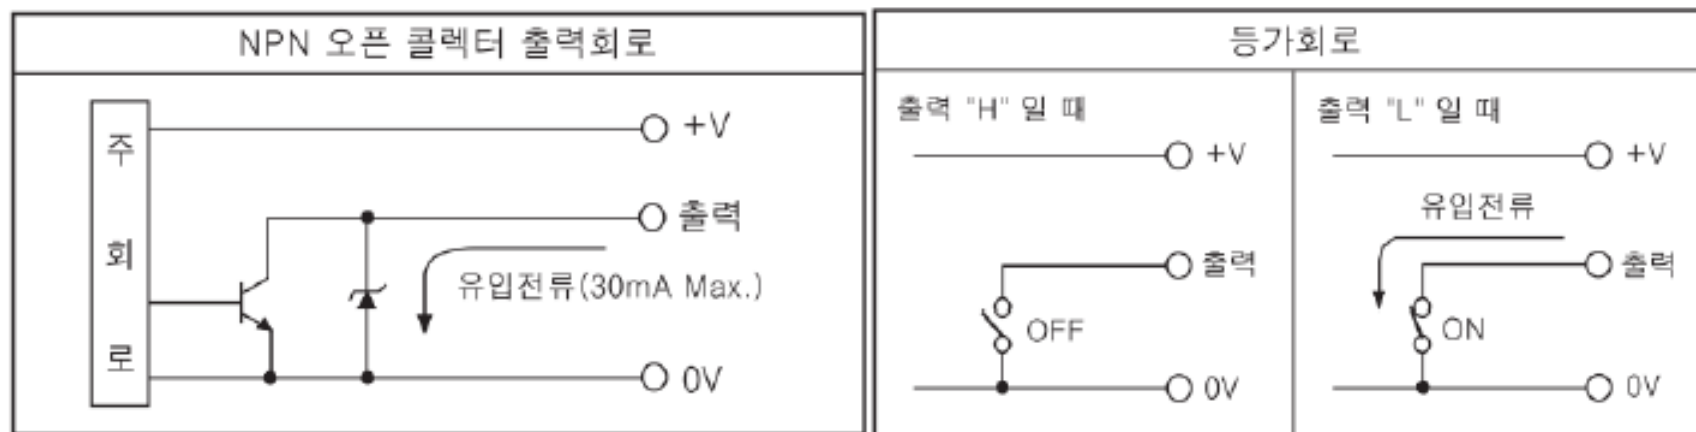 NPN 오픈 콜렉터 출력회로
주
회
로
+V
출력
유입전류(30mA Max.)
0V
등가회로
출력 "H" 일 때
+V
출력
OFF
0V
출력 "L" 일 때
+V
유입전류
출력
ON
0V